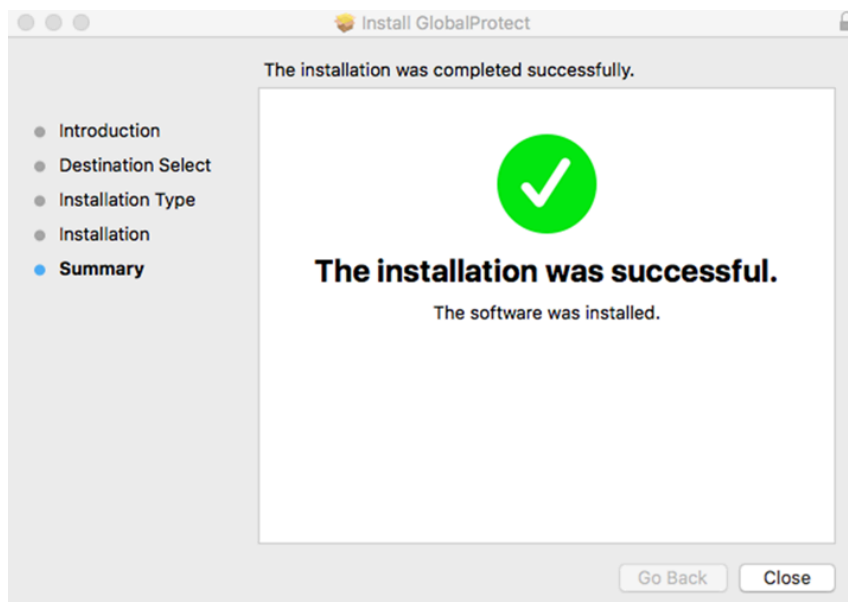 Install GlobalProtect
The installation was completed successfully.
Introduction
Destination Select
Installation Type
Installation
Summary
The installation was successful.
The software was installed.
Go Back
Close